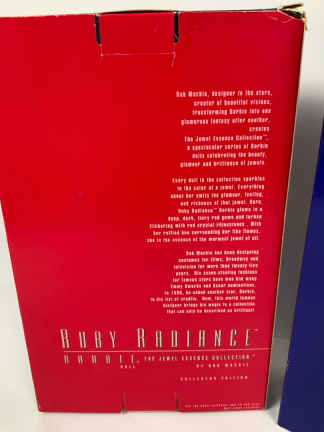 Bob Mackie, designer to the stars,
creator of beautiful visions,
transforming Barbie into one
glamorous fantasy after another,
creates
The Jewel Essence Collection™,
a spectacular series of Barbie
dolls celebrating the beauty,
glamour and brilliance of jewels.
Every doll in the collection sparkles
in the color of a jewel. Everything
about her emits the glamour, feeling,
and richness of that jewel. Here,
Ruby Radiance™ Barbie glows in a
deep, dark, fiery red gown and turban
flickering with red crystal rhinestones. With
her ruffled boa surrounding her like flames,
she is the essence of the warmest jewel of all.
Bob Mackie has been designing
costumes for films, Broadway and
television for more than twenty five
years. His scene-stealing fashions
for famous stars have won him many
Emmy Awards and Oscar nominations.
In 1990, he added another star, Barbie,
to his list of credits. Now, this world famous
designer brings his magic to a collection
that can only be described as brilliant!
RUBY RADIANCE™
BARBIE, THE JEWEL ESSENCE COLLECTION™
DOLL BY BOB MACKIE
COLLECTOR EDITION